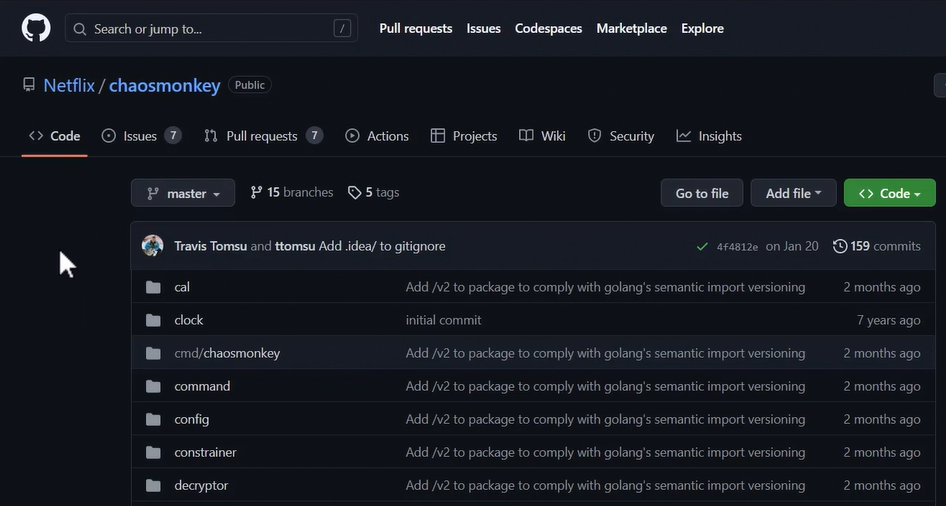 Search or jump to... / Pull requests Issues Codespaces Marketplace Explore
Netflix / chaosmonkey Public
Code Issues 7 Pull requests 7 Actions Projects Wiki Security Insights
master 15 branches 5 tags Go to file Add file Code
Travis Tomsu and ttomsu Add .idea/ to gitignore 4f4812e on Jan 20 159 commits
cal Add /v2 to package to comply with golang's semantic import versioning 2 months ago
clock initial commit 7 years ago
cmd/chaosmonkey Add /v2 to package to comply with golang's semantic import versioning 2 months ago
command Add /v2 to package to comply with golang's semantic import versioning 2 months ago
config Add /v2 to package to comply with golang's semantic import versioning 2 months ago
constrainer Add /v2 to package to comply with golang's semantic import versioning 2 months ago
decryptor Add /v2 to package to comply with golang's semantic import versioning 2 months ago